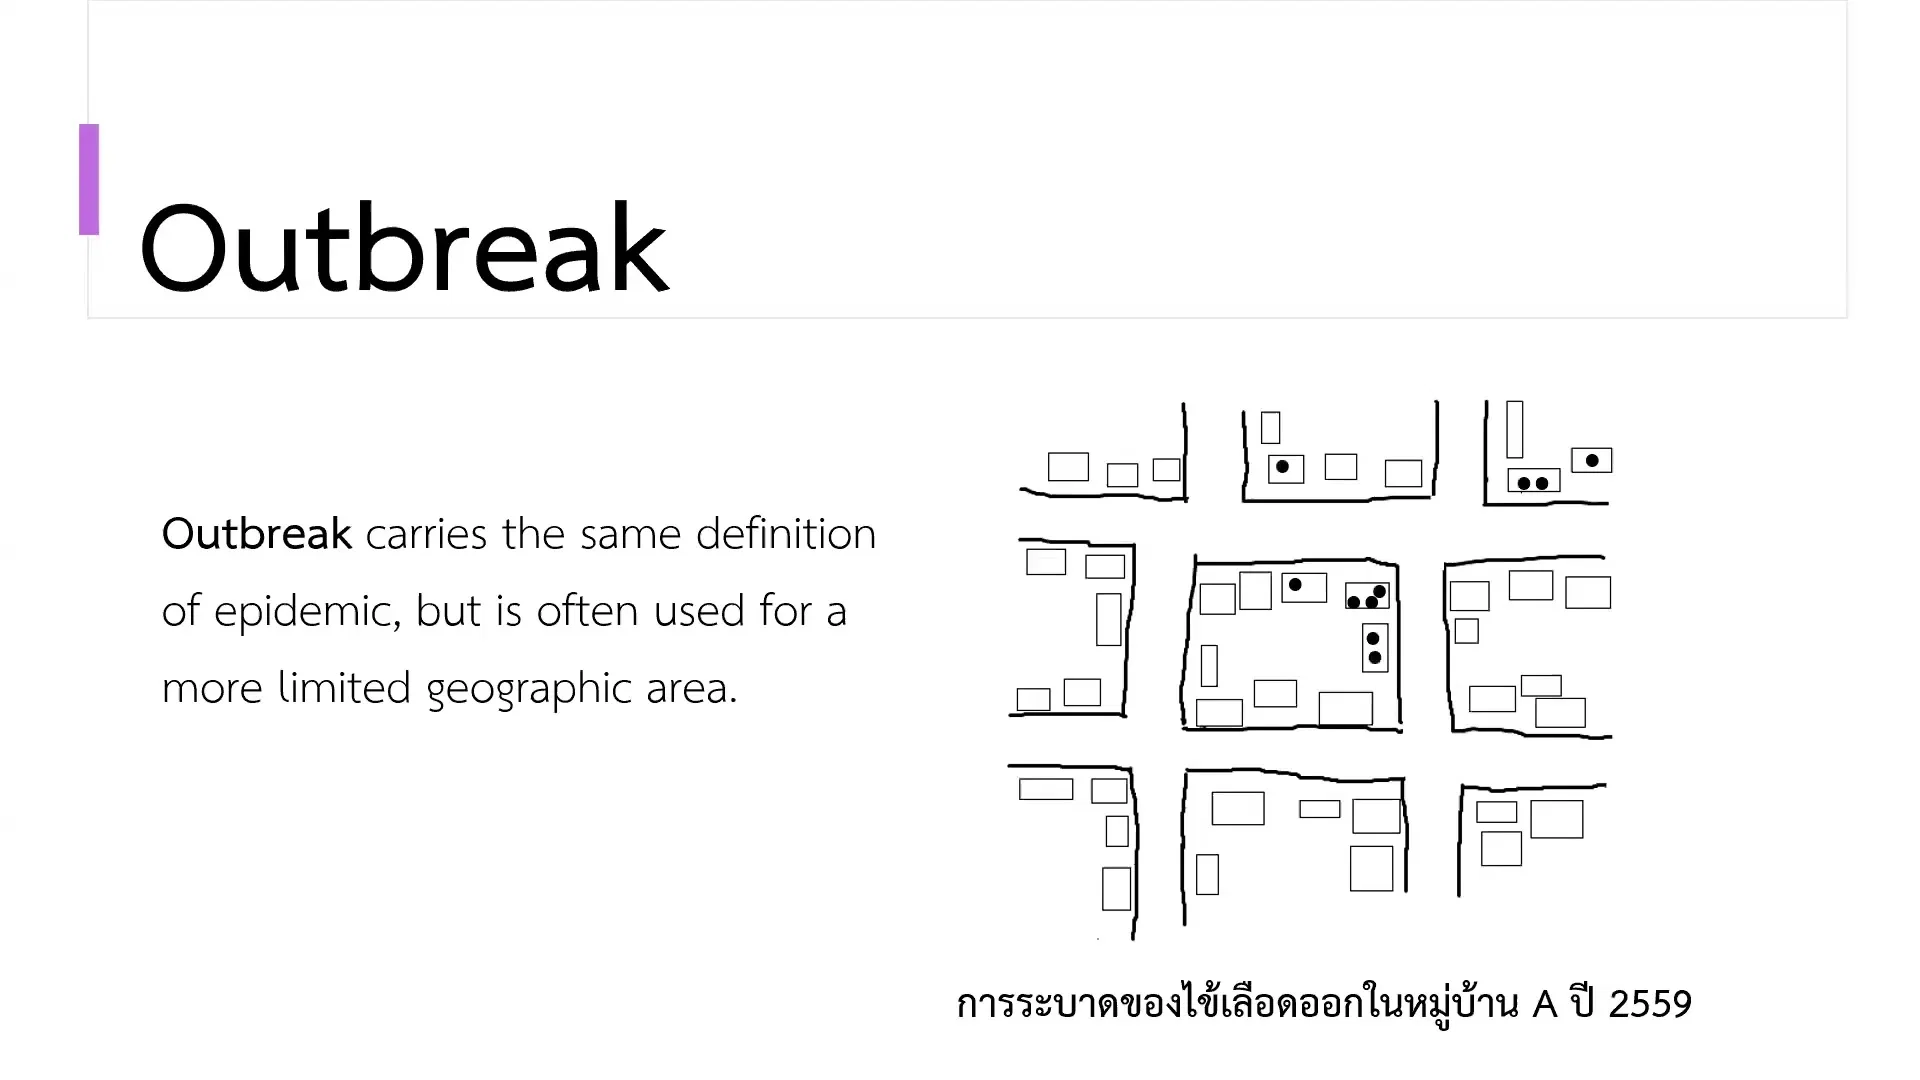 Outbreak
Outbreak carries the same definition
of epidemic, but is often used for a
more limited geographic area.
การระบาดของไข้เลือดออกในหมู่บ้าน A ปี 2559